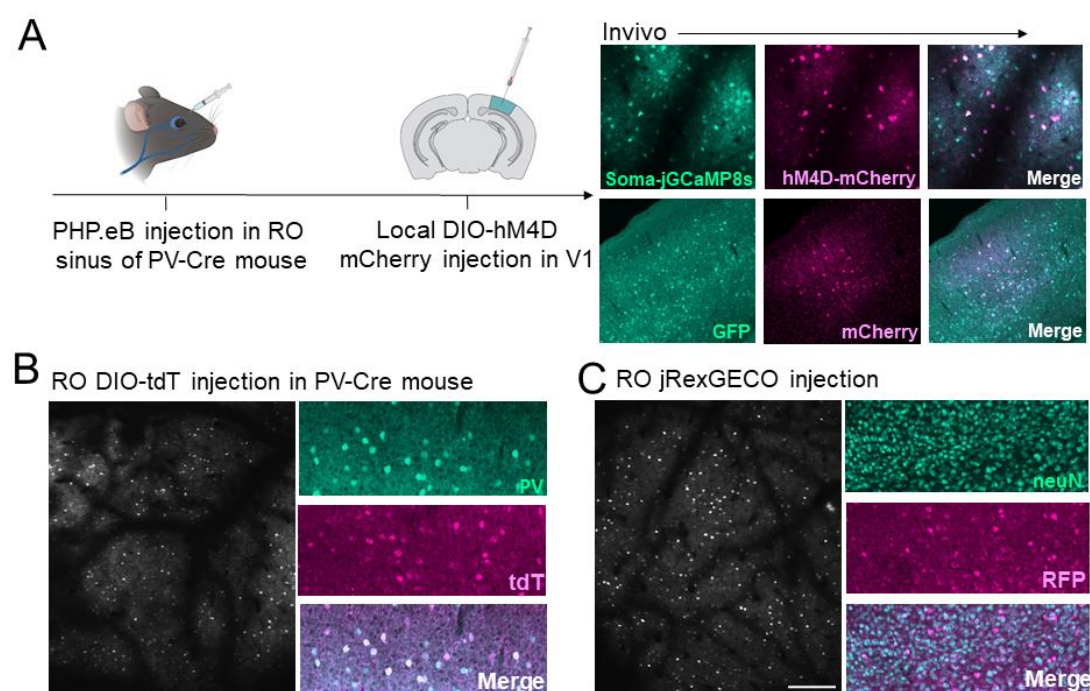 A
PHP.eB injection in RO
sinus of PV-Cre mouse
Local DIO-hM4D
mCherry injection in V1
Invivo
Soma-jGCaMP8s
hM4D-mCherry
Merge
GFP
mCherry
Merge
B
RO DIO-tdT injection in PV-Cre mouse
PV
tdT
Merge
C
RO jRexGECO injection
neuN
RFP
Merge